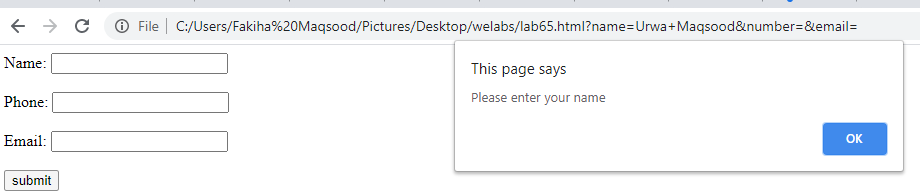 File C:/Users/Fakiha%20Maqsood/Pictures/Desktop/welabs/lab65.html?name=Urwa+Maqsood&number=&email=
Name:
Phone:
Email:
submit
This page says
Please enter your name
OK